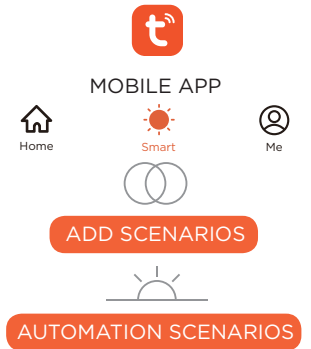 t
MOBILE APP
Home Smart Me
ADD SCENARIOS
AUTOMATION SCENARIOS